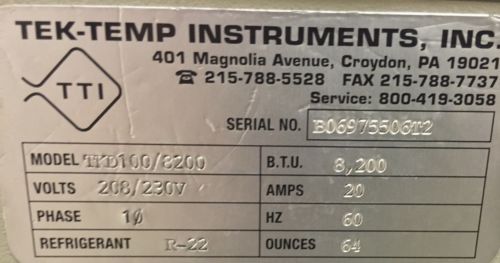 TEK-TEMP INSTRUMENTS, INC.
401 Magnolia Avenue, Croydon, PA 19021
☎ 215-788-5528 FAX 215-788-7737
Service: 800-419-3058
TTI
SERIAL NO. B06975506T2
MODEL TKD100/8200 B.T.U. 8,200
VOLTS 208/230V AMPS 20
PHASE 1Ø HZ 60
REFRIGERANT R-22 OUNCES 64